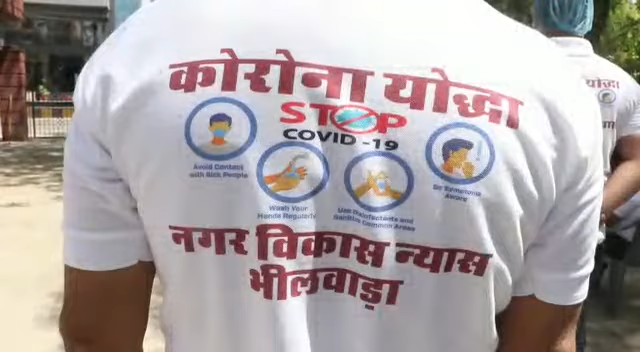 कोरोना योद्धा
STOP
COVID -19
Avoid Contact
with Sick People
Wash Your
Hands Regularly
Use Disinfectants and
Sanitize Common Areas
Be Symptoms
Aware
नगर विकास न्यास
भीलवाड़ा
योद्धा